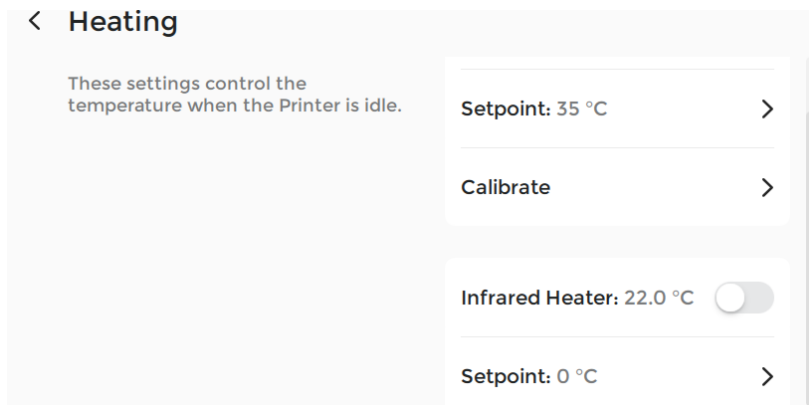 Heating
These settings control the
temperature when the Printer is idle.
Setpoint: 35 °C
Calibrate
Infrared Heater: 22.0 °C
Setpoint: 0 °C